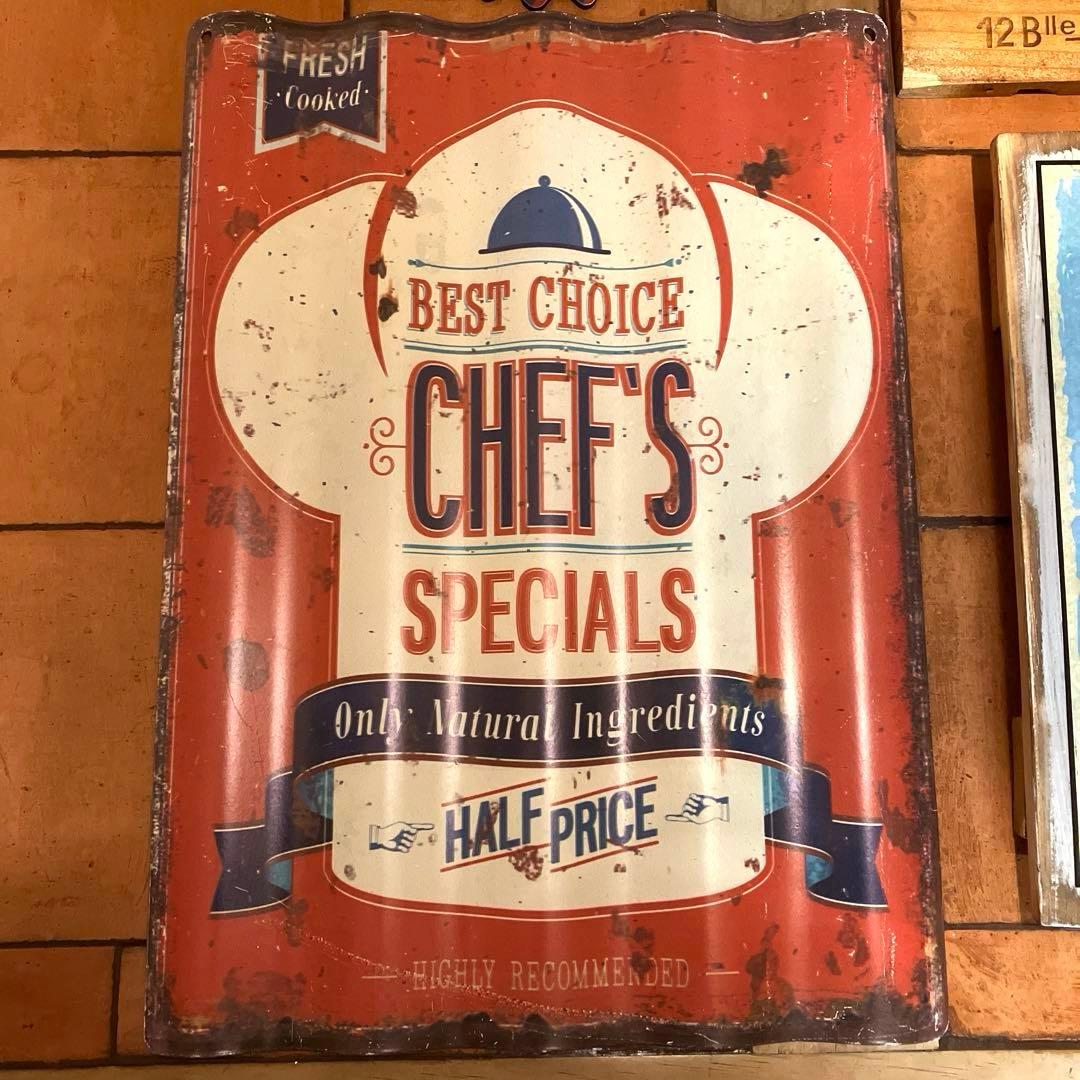 FRESH
Cooked
12 Blle
BEST CHOICE
CHEF'S
SPECIALS
Only Natural Ingredients
HALF PRICE
HIGHLY RECOMMENDED